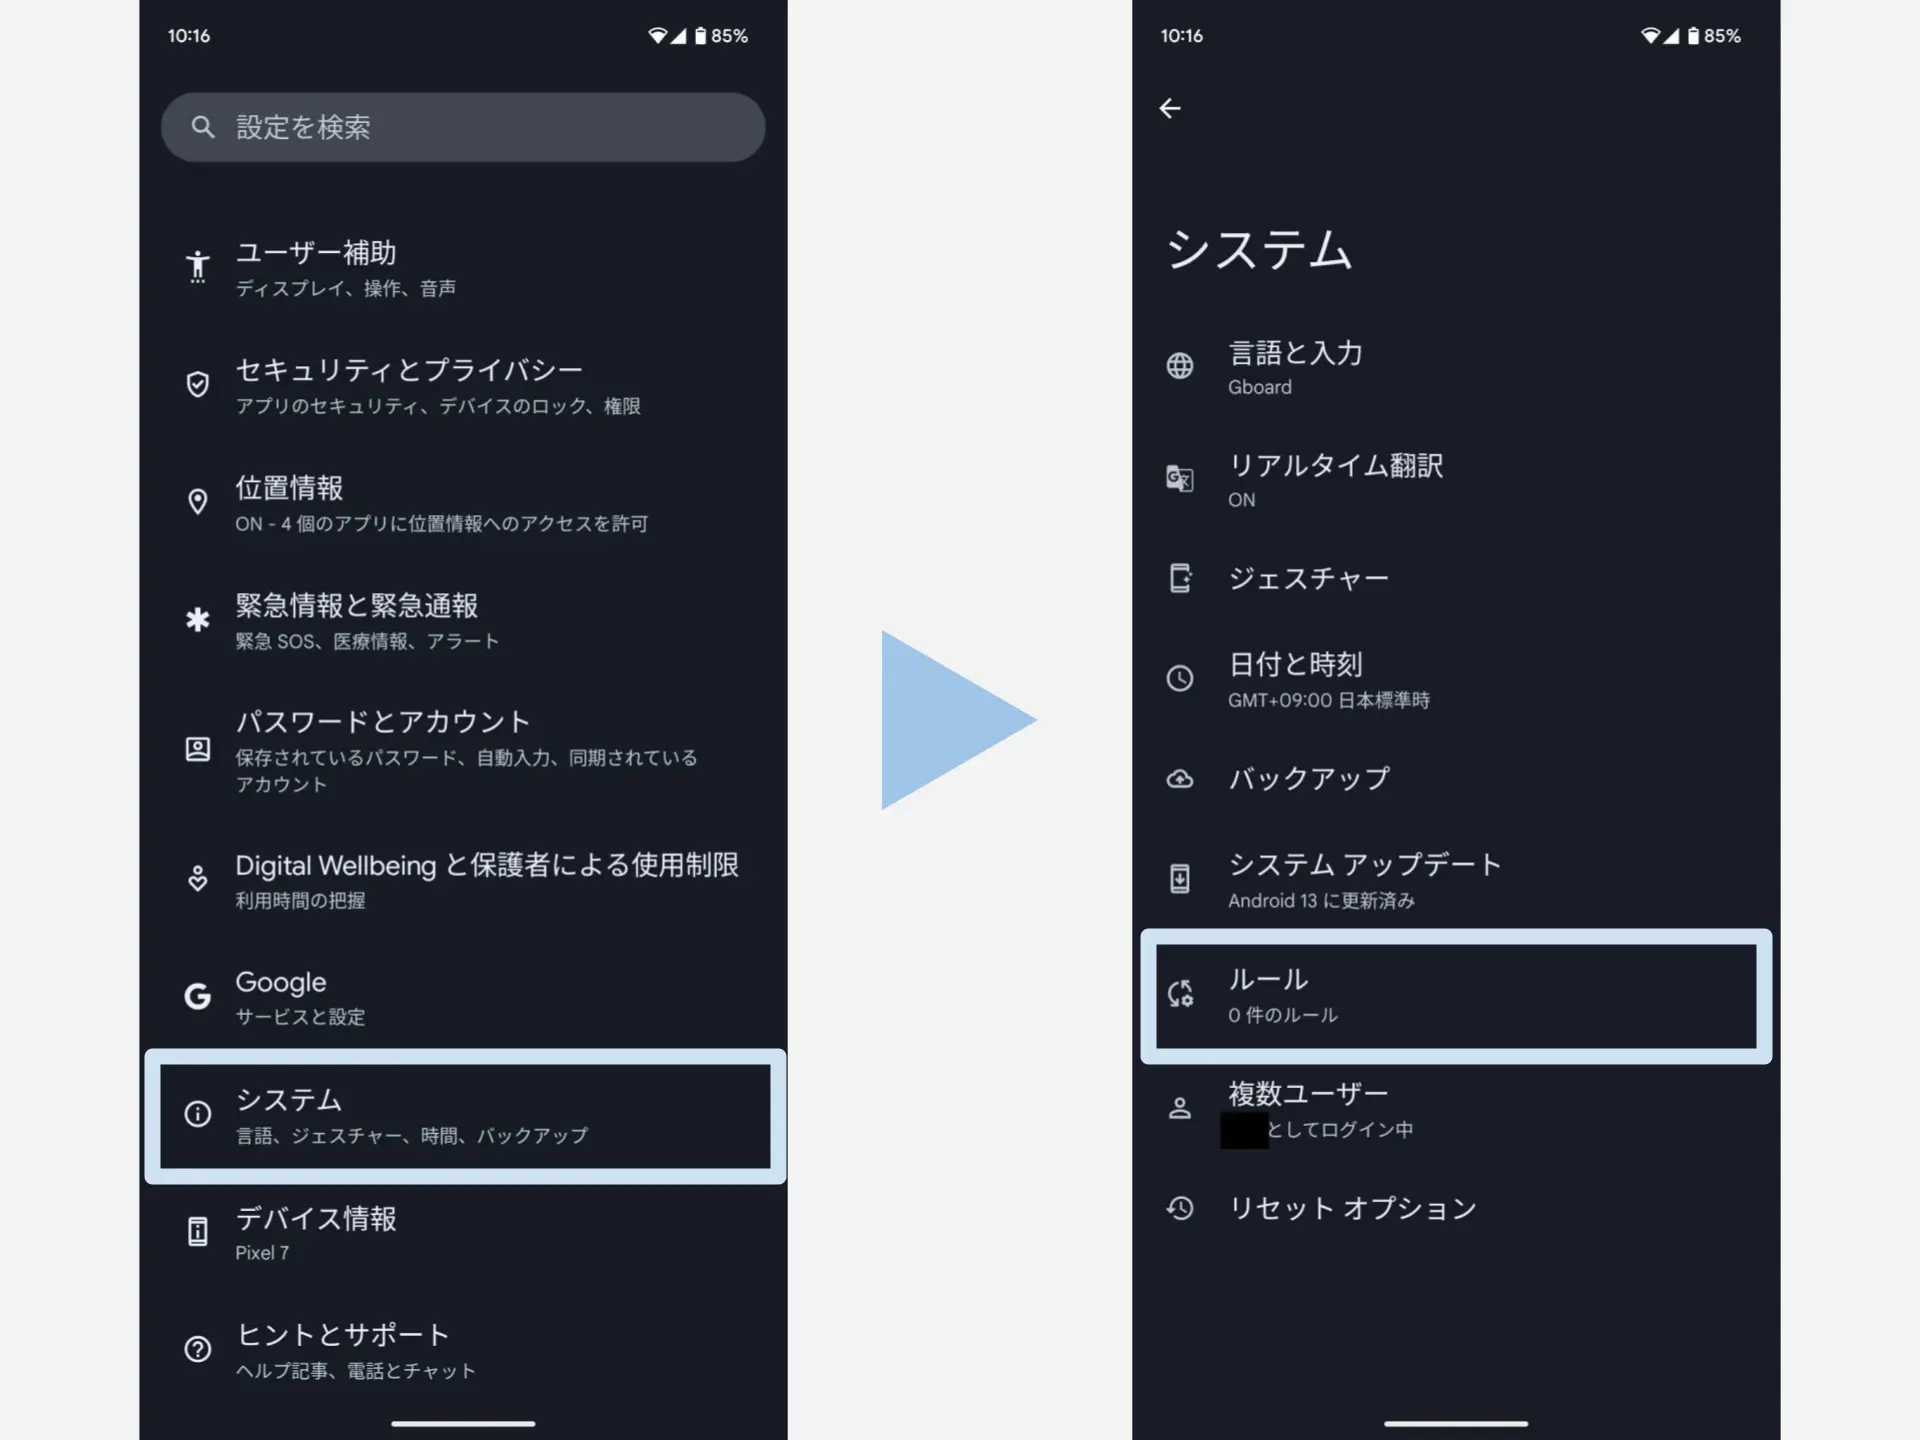 10:16
85%
設定を検索
ユーザー補助
ディスプレイ、操作、音声
セキュリティとプライバシー
アプリのセキュリティ、デバイスのロック、権限
位置情報
ON - 4 個のアプリに位置情報へのアクセスを許可
緊急情報と緊急通報
緊急 SOS、医療情報、アラート
パスワードとアカウント
保存されているパスワード、自動入力、同期されている
アカウント
Digital Wellbeing と保護者による使用制限
利用時間の把握
Google
サービスと設定
システム
言語、ジェスチャー、時間、バックアップ
デバイス情報
Pixel 7
ヒントとサポート
ヘルプ記事、電話とチャット
10:16
85%
システム
言語と入力
Gboard
リアルタイム翻訳
ON
ジェスチャー
日付と時刻
GMT+09:00 日本標準時
バックアップ
システム アップデート
Android 13 に更新済み
ルール
0 件のルール
複数ユーザー
としてログイン中
リセット オプション